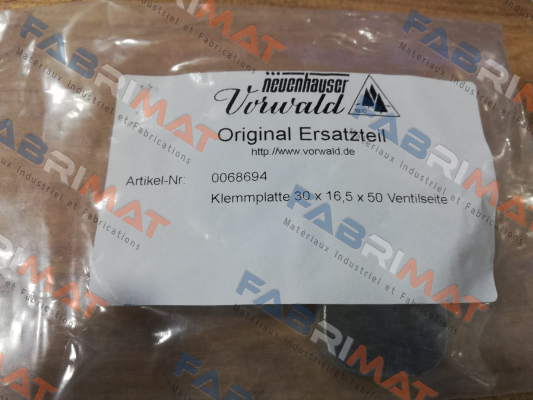 neuenhauser
Vorwald
Original Ersatzteil
http://www.vorwald.de
Artikel-Nr: 0068694
Klemmplatte 30 x 16,5 x 50 Ventilseite
FABRIMAT
Materiaux Industriel et Fabrications